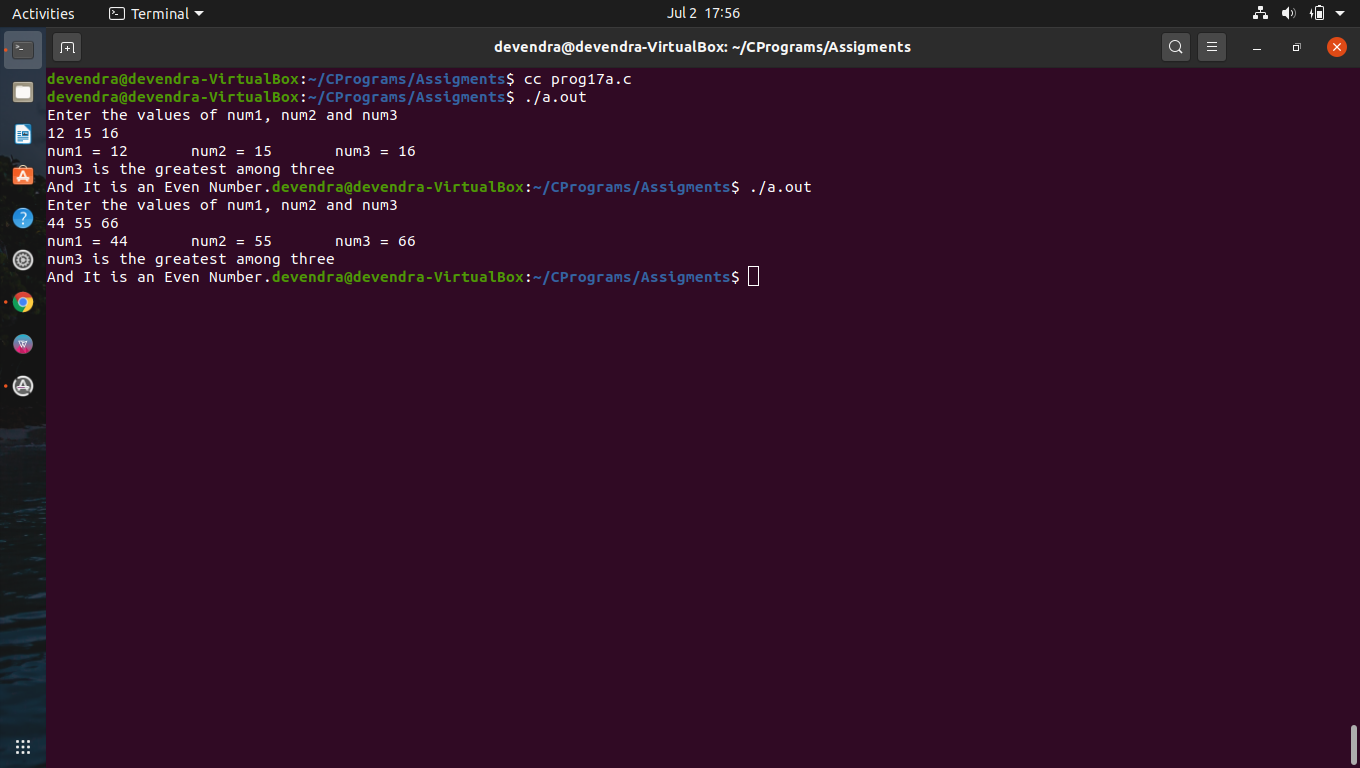 Activities Terminal Jul 2 17:56
devendra@devendra-VirtualBox: ~/CPrograms/Assigments
devendra@devendra-VirtualBox:~/CPrograms/Assigments$ cc prog17a.c
devendra@devendra-VirtualBox:~/CPrograms/Assigments$ ./a.out
Enter the values of num1, num2 and num3
12 15 16
num1 = 12       num2 = 15       num3 = 16
num3 is the greatest among three
And It is an Even Number.devendra@devendra-VirtualBox:~/CPrograms/Assigments$ ./a.out
Enter the values of num1, num2 and num3
44 55 66
num1 = 44       num2 = 55       num3 = 66
num3 is the greatest among three
And It is an Even Number.devendra@devendra-VirtualBox:~/CPrograms/Assigments$